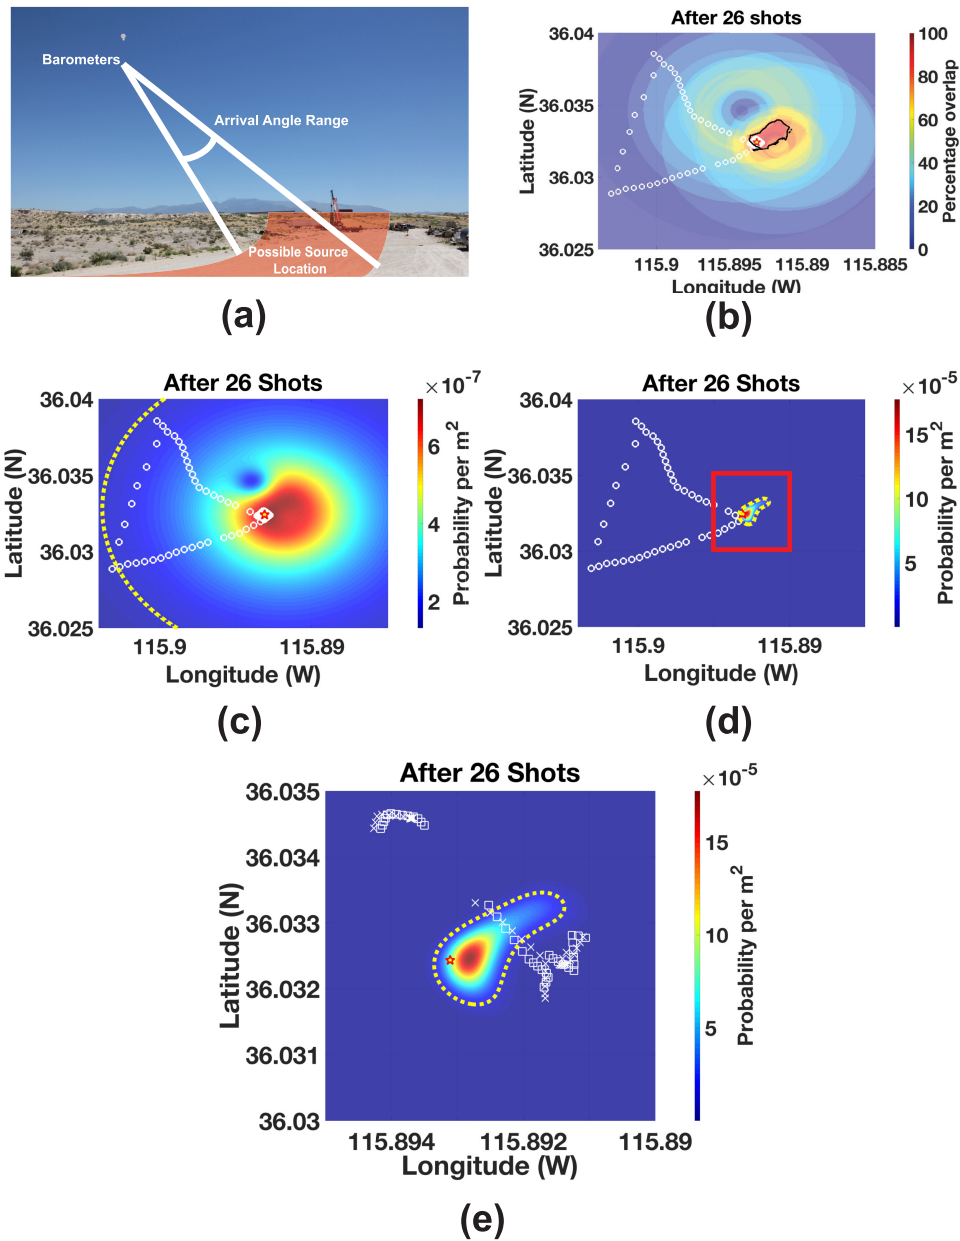 Barometers
Arrival Angle Range
Possible Source
Location
(a)
After 26 shots
36.04
36.035
36.03
36.025
Latitude (N)
115.9
115.895
115.89
115.885
Longitude (W)
100
80
60
40
20
0
Percentage overlap
(b)
After 26 Shots
×10-7
36.04
36.035
36.03
36.025
Latitude (N)
115.9
115.89
Longitude (W)
6
4
2
Probability per m2
(c)
After 26 Shots
×10-5
36.04
36.035
36.03
36.025
Latitude (N)
115.9
115.89
Longitude (W)
15
10
5
Probability per m2
(d)
After 26 Shots
×10-5
36.035
36.034
36.033
36.032
36.031
36.03
Latitude (N)
115.894
115.892
115.89
Longitude (W)
15
10
5
Probability per m2
(e)